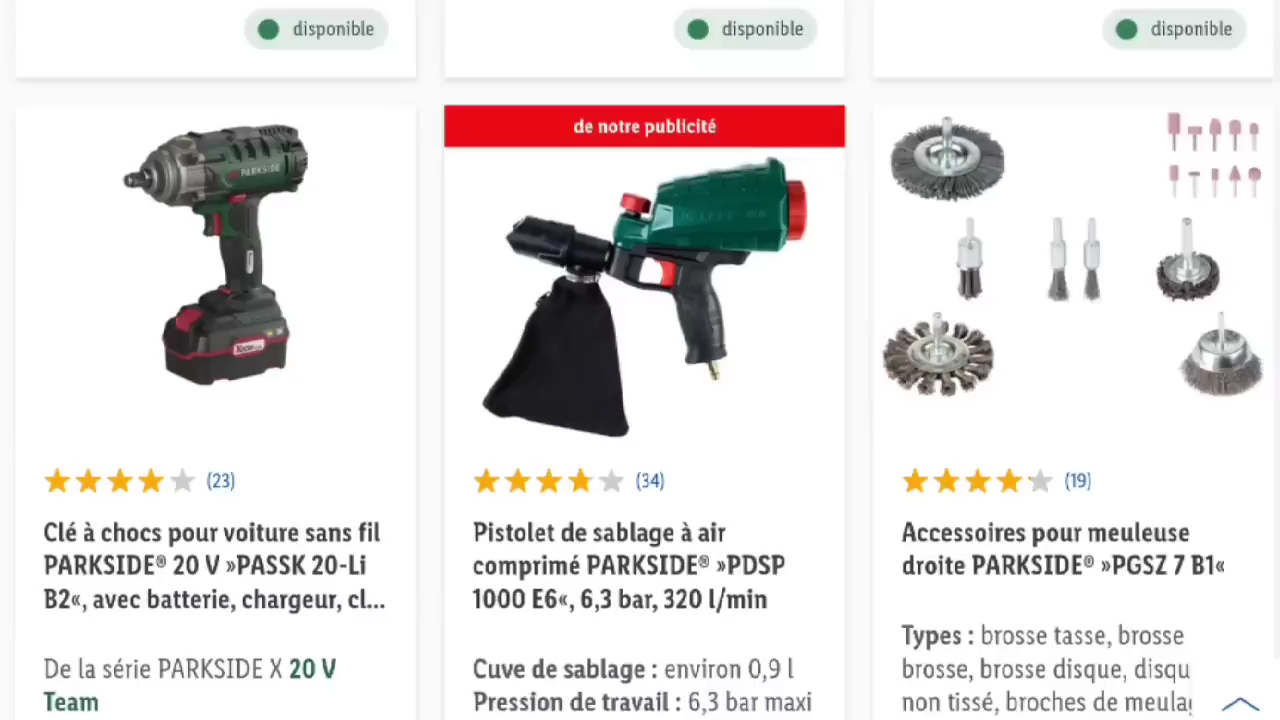 disponible
disponible
disponible
de notre publicité
PARKSIDE
(23)
(34)
(19)
Clé à chocs pour voiture sans fil
PARKSIDE® 20 V »PASSK 20-Li
B2«, avec batterie, chargeur, cl...
De la série PARKSIDE X 20 V
Team
Pistolet de sablage à air
comprimé PARKSIDE® »PDSP
1000 E6«, 6,3 bar, 320 l/min
Cuve de sablage : environ 0,9 l
Pression de travail : 6,3 bar maxi
Accessoires pour meuleuse
droite PARKSIDE® »PGSZ 7 B1«
Types : brosse tasse, brosse
brosse, brosse disque, disqu
non tissé, broches de meula